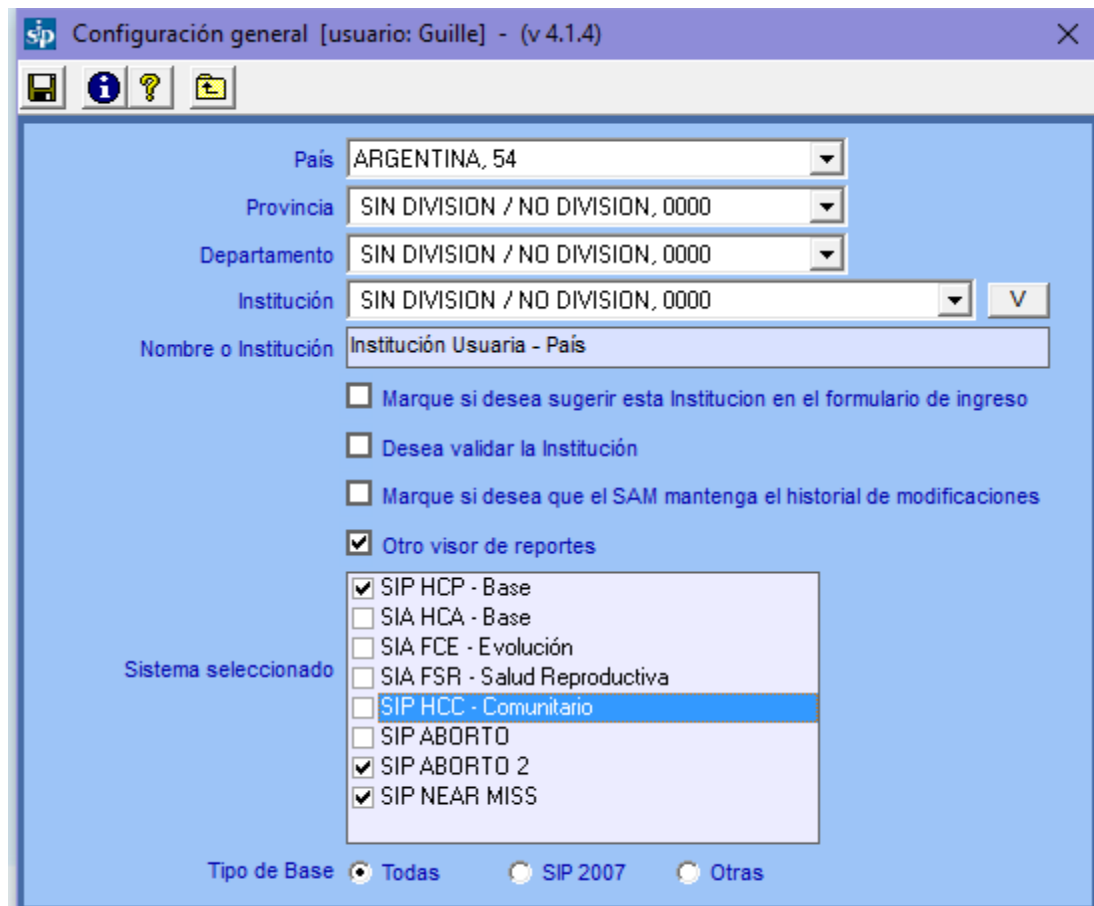 sip Configuración general [usuario: Guille] - (v 4.1.4)
País ARGENTINA, 54
Provincia SIN DIVISION / NO DIVISION, 0000
Departamento SIN DIVISION / NO DIVISION, 0000
Institución SIN DIVISION / NO DIVISION, 0000 V
Nombre o Institución Institución Usuaria - País
Marque si desea sugerir esta Institucion en el formulario de ingreso
Desea validar la Institución
Marque si desea que el SAM mantenga el historial de modificaciones
Otro visor de reportes
SIP HCP - Base
SIA HCA - Base
SIA FCE - Evolución
Sistema seleccionado SIA FSR - Salud Reproductiva
SIP HCC - Comunitario
SIP ABORTO
SIP ABORTO 2
SIP NEAR MISS
Tipo de Base Todas SIP 2007 Otras